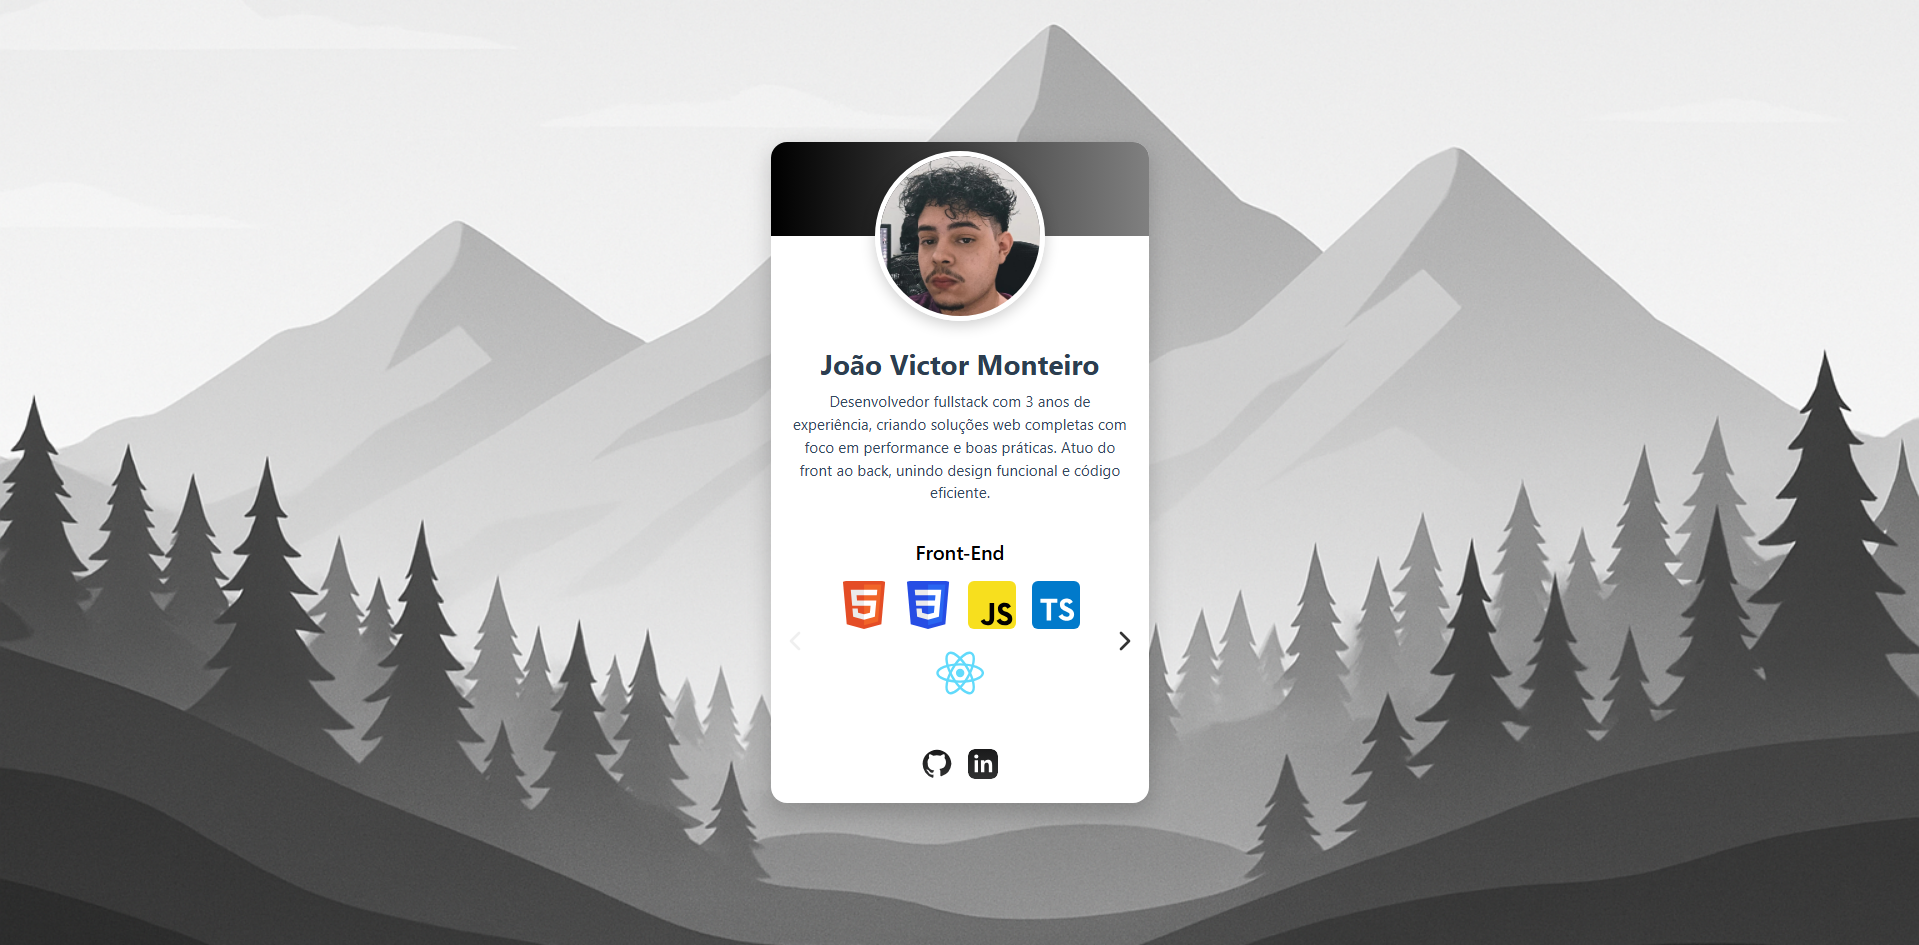 João Victor Monteiro
Desenvolvedor fullstack com 3 anos de
experiência, criando soluções web completas com
foco em performance e boas práticas. Atuo do
front ao back, unindo design funcional e código
eficiente.
Front-End
5
3
JS
TS
in